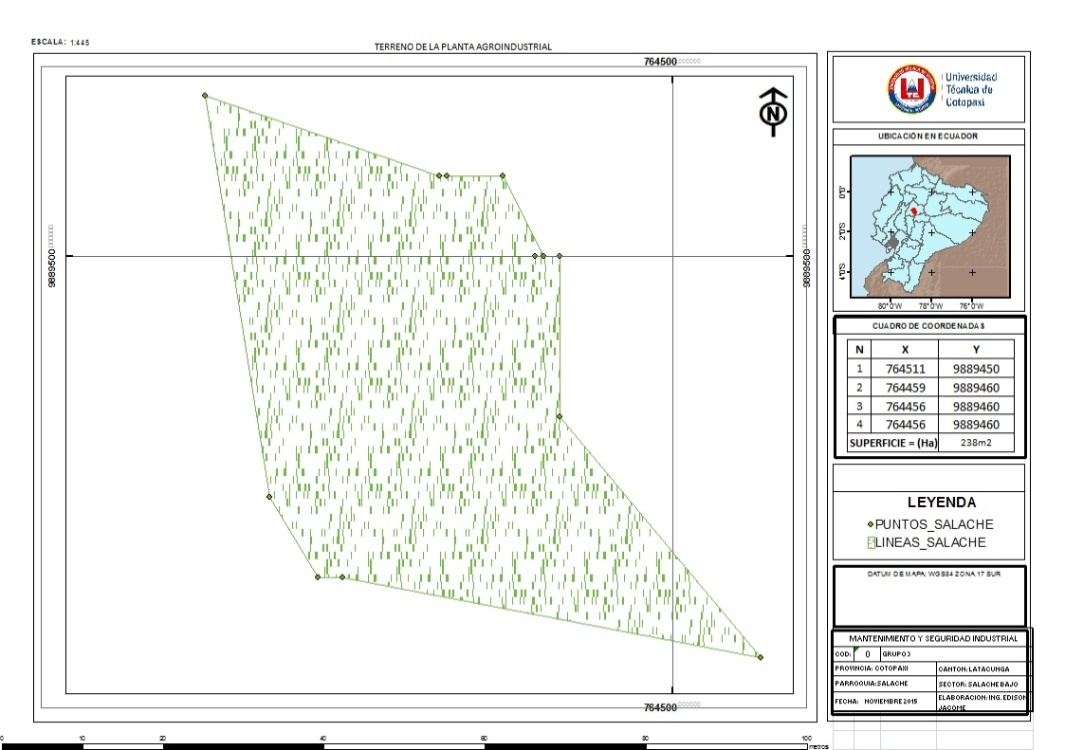 ESCALA: 1:445
TERRENO DE LA PLANTA AGROINDUSTRIAL
764500
N
9889500
9889500
764500
0 10 20 40 60 80 100
metros
Universidad
Técnica de
Cotopaxi
UBICACIÓN EN ECUADOR
0°0'
2°0'S
4°0'S
80°0'W 78°0'W 76°0'W
CUADRO DE COORDENADAS
N X Y
1 764511 9889450
2 764459 9889460
3 764456 9889460
4 764456 9889460
SUPERFICIE = (Ha) 238m2
LEYENDA
PUNTOS_SALACHE
LINEAS_SALACHE
DATUM DE MAPA: WGS84 ZONA 17 SUR
MANTENIMIENTO Y SEGURIDAD INDUSTRIAL
COD: 0 GRUPO 3
PROVINCIA: COTOPAXI CANTON: LATACUNGA
PARROQUIA: SALACHE SECTOR: SALACHE BAJO
FECHA: NOVIEMBRE 2015 ELABORACION: ING. EDISON
JACOME